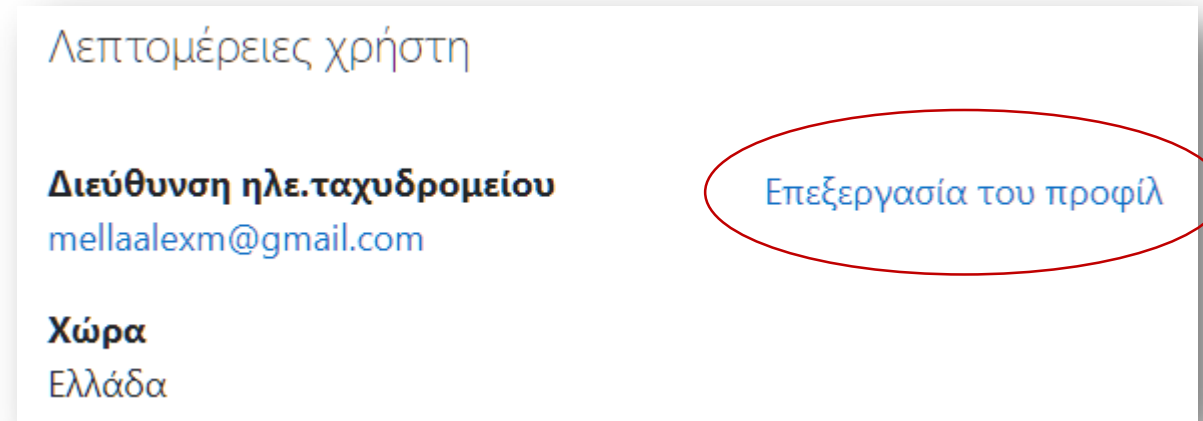 Λεπτομέρειες χρήστη
Διεύθυνση ηλε.ταχυδρομείου
mellaalexm@gmail.com
Επεξεργασία του προφίλ
Χώρα
Ελλάδα